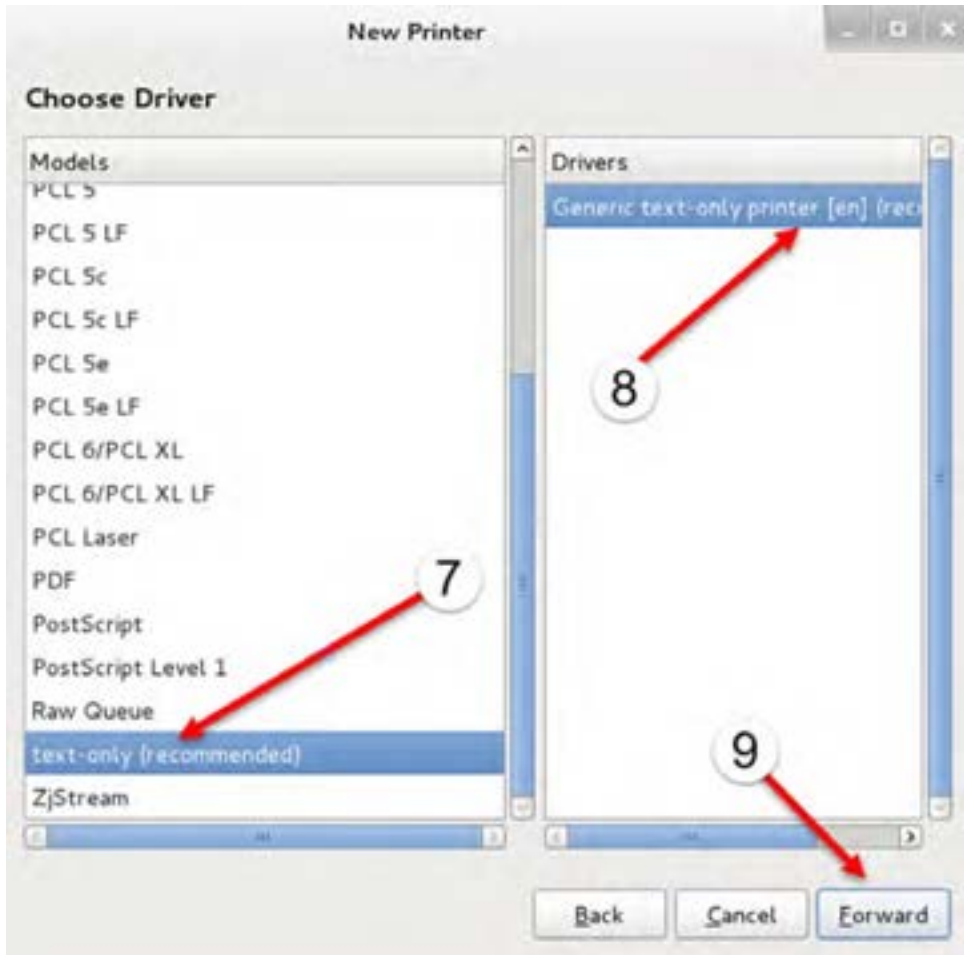 New Printer
Choose Driver
Models
PCL 5
PCL 5 LF
PCL 5c
PCL 5c LF
PCL 5e
PCL 5e LF
PCL 6/PCL XL
PCL 6/PCL XL LF
PCL Laser
PDF
PostScript
PostScript Level 1
Raw Queue
text-only (recommended)
ZjStream
7
Drivers
Generic text-only printer [en] (rec
8
9
Back
Cancel
Forward